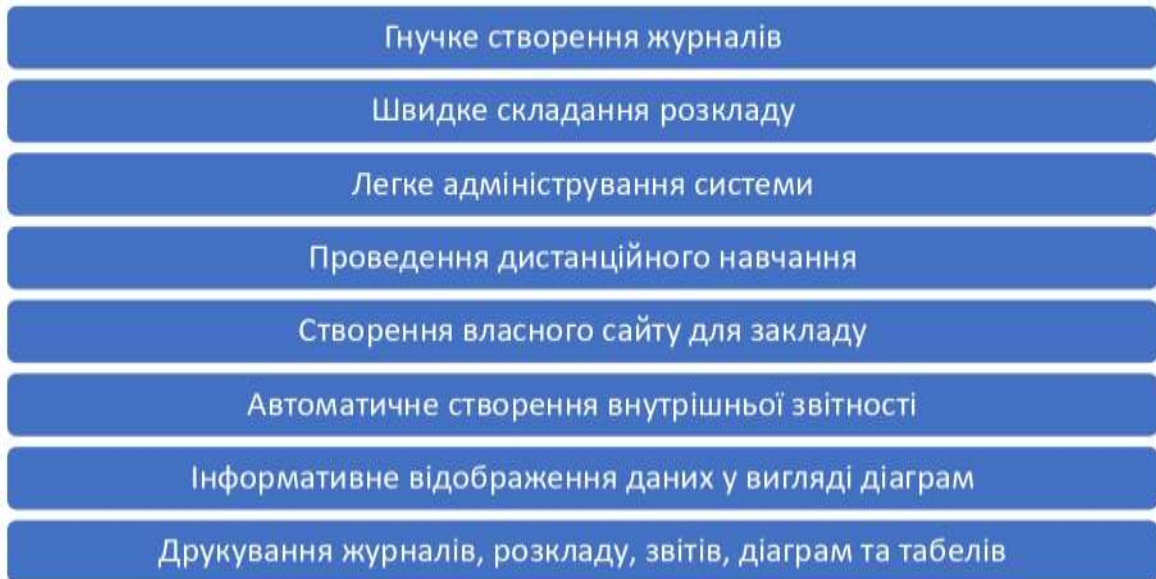 Гнучке створення журналів
Швидке складання розкладу
Легке адміністрування системи
Проведення дистанційного навчання
Створення власного сайту для закладу
Автоматичне створення внутрішньої звітності
Інформативне відображення даних у вигляді діаграм
Друкування журналів, розкладу, звітів, діаграм та табелів